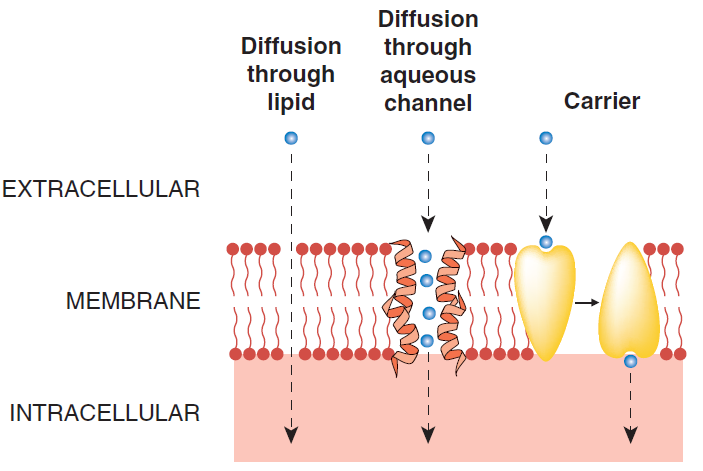 Diffusion
through
lipid
Diffusion
through
aqueous
channel
Carrier
EXTRACELLULAR
MEMBRANE
INTRACELLULAR